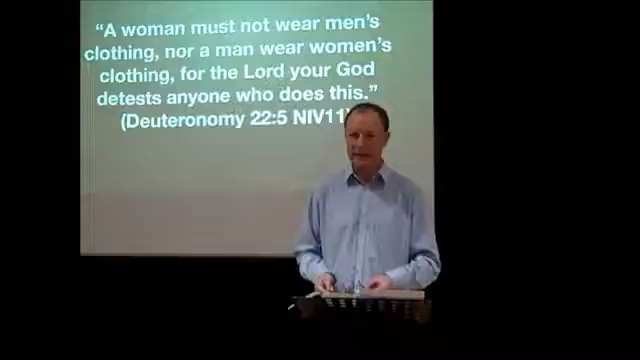 “A woman must not wear men’s
clothing, nor a man wear women’s
clothing, for the Lord your God
detests anyone who does this.”
(Deuteronomy 22:5 NIV11)